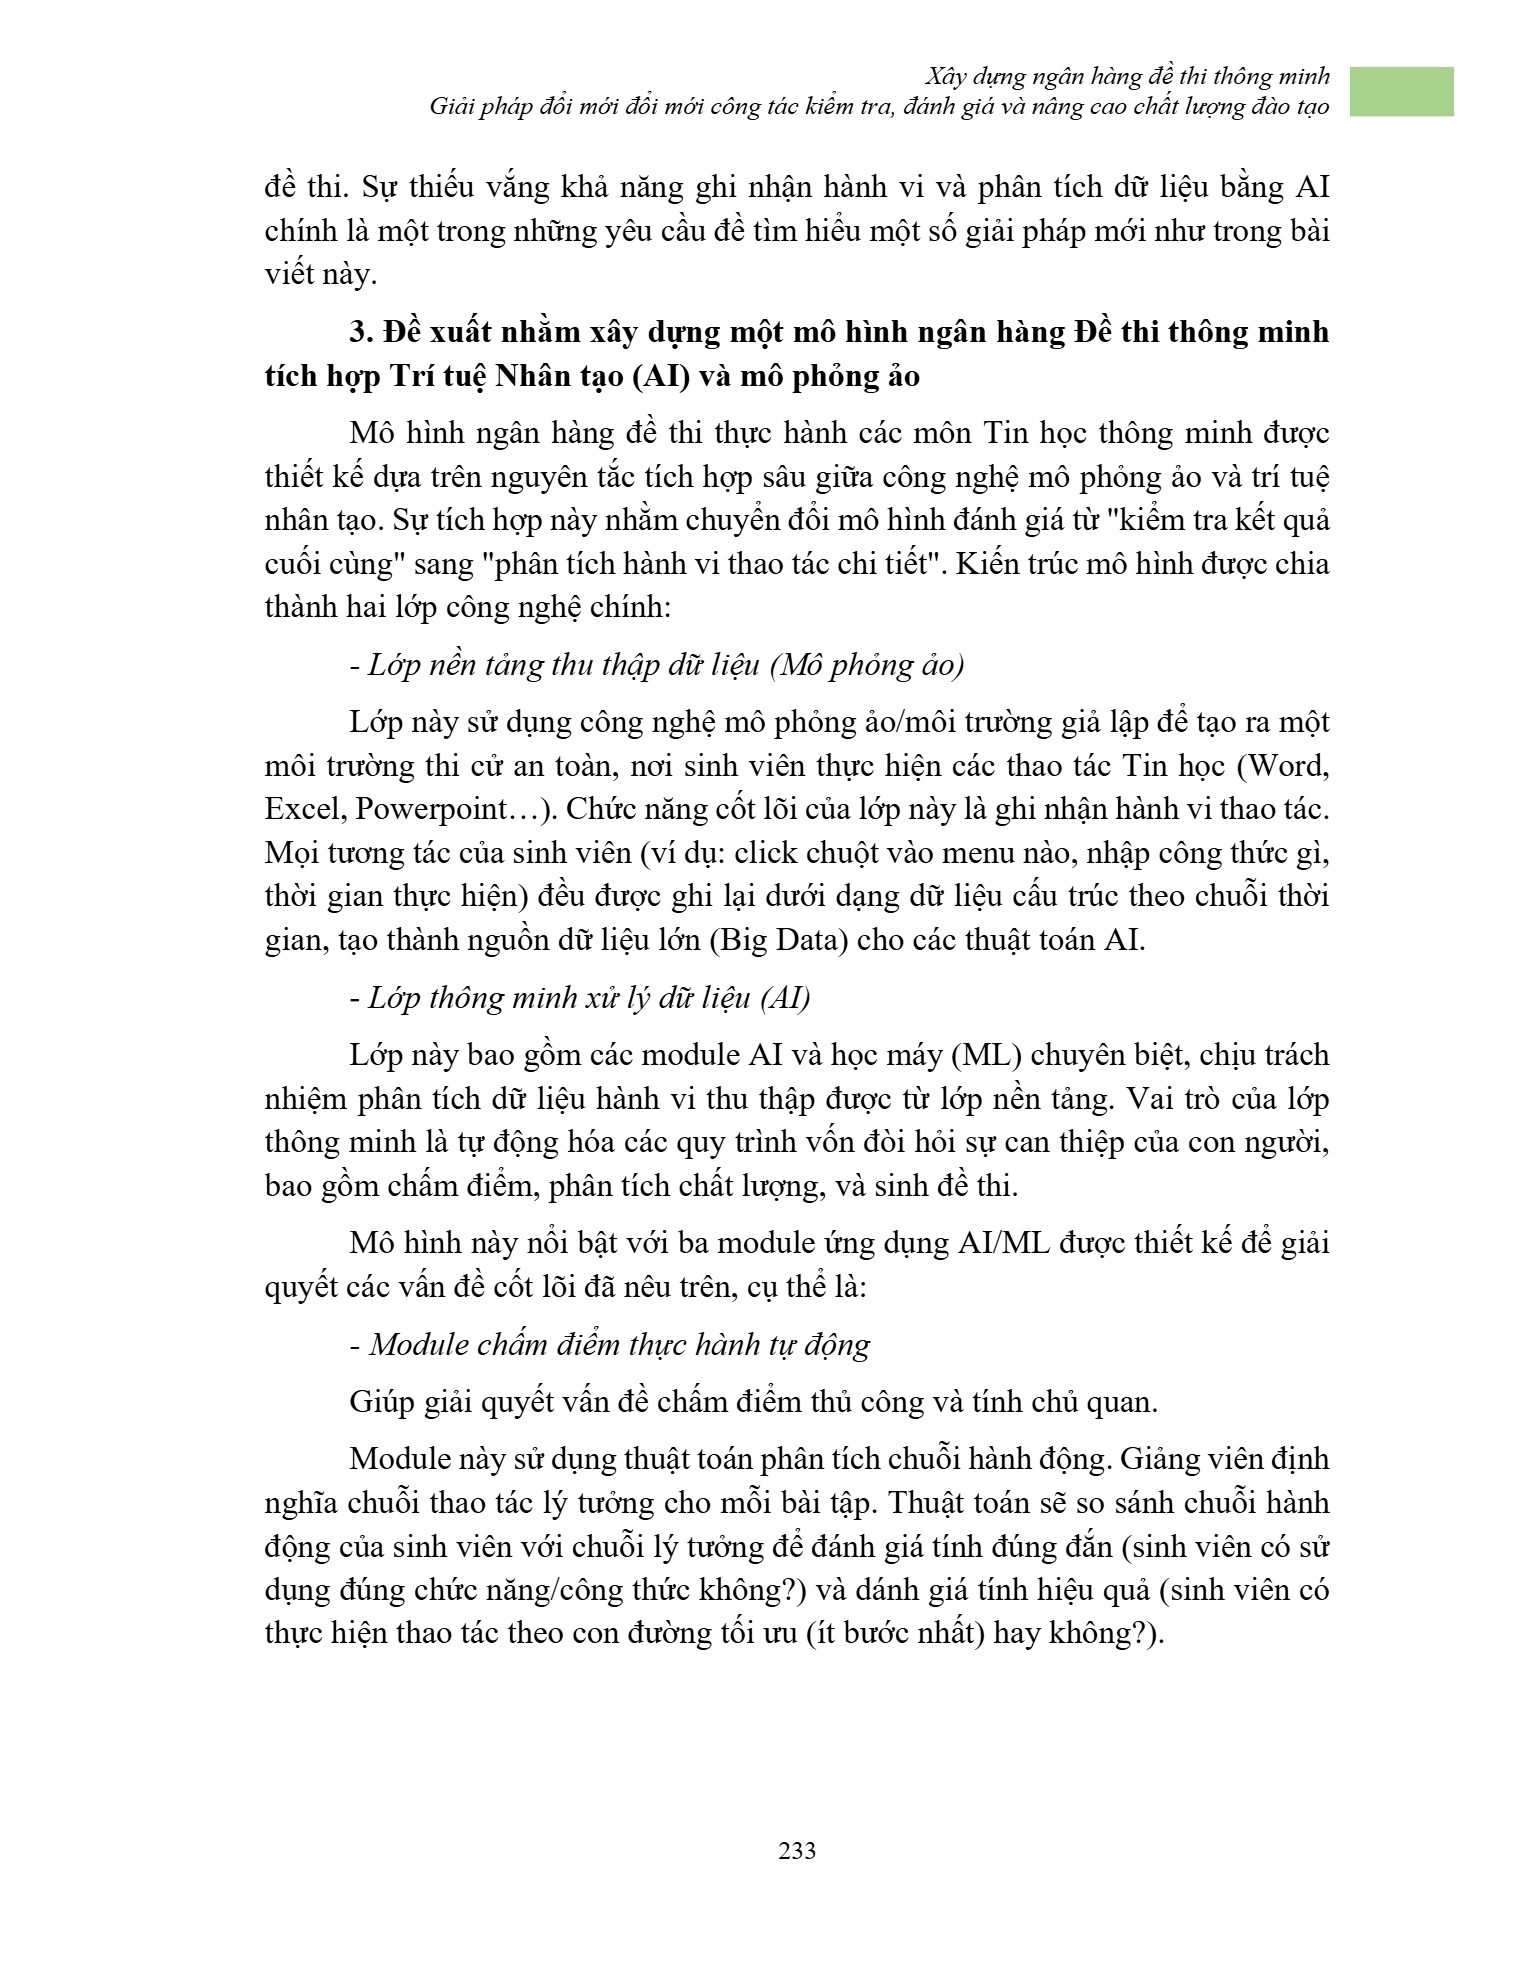 Xây dựng ngân hàng đề thi thông minh
Giải pháp đổi mới đổi mới công tác kiểm tra, đánh giá và nâng cao chất lượng đào tạo
đề thi. Sự thiếu vắng khả năng ghi nhận hành vi và phân tích dữ liệu bằng AI
chính là một trong những yêu cầu đề tìm hiểu một số giải pháp mới như trong bài
viết này.
3. Đề xuất nhằm xây dựng một mô hình ngân hàng Đề thi thông minh
tích hợp Trí tuệ Nhân tạo (AI) và mô phỏng ảo
Mô hình ngân hàng đề thi thực hành các môn Tin học thông minh được
thiết kế dựa trên nguyên tắc tích hợp sâu giữa công nghệ mô phỏng ảo và trí tuệ
nhân tạo. Sự tích hợp này nhằm chuyển đổi mô hình đánh giá từ "kiểm tra kết quả
cuối cùng" sang "phân tích hành vi thao tác chi tiết". Kiến trúc mô hình được chia
thành hai lớp công nghệ chính:
- Lớp nền tảng thu thập dữ liệu (Mô phỏng ảo)
Lớp này sử dụng công nghệ mô phỏng ảo/môi trường giả lập để tạo ra một
môi trường thi cử an toàn, nơi sinh viên thực hiện các thao tác Tin học (Word,
Excel, Powerpoint…). Chức năng cốt lõi của lớp này là ghi nhận hành vi thao tác.
Mọi tương tác của sinh viên (ví dụ: click chuột vào menu nào, nhập công thức gì,
thời gian thực hiện) đều được ghi lại dưới dạng dữ liệu cấu trúc theo chuỗi thời
gian, tạo thành nguồn dữ liệu lớn (Big Data) cho các thuật toán AI.
- Lớp thông minh xử lý dữ liệu (AI)
Lớp này bao gồm các module AI và học máy (ML) chuyên biệt, chịu trách
nhiệm phân tích dữ liệu hành vi thu thập được từ lớp nền tảng. Vai trò của lớp
thông minh là tự động hóa các quy trình vốn đòi hỏi sự can thiệp của con người,
bao gồm chấm điểm, phân tích chất lượng, và sinh đề thi.
Mô hình này nổi bật với ba module ứng dụng AI/ML được thiết kế để giải
quyết các vấn đề cốt lõi đã nêu trên, cụ thể là:
- Module chấm điểm thực hành tự động
Giúp giải quyết vấn đề chấm điểm thủ công và tính chủ quan.
Module này sử dụng thuật toán phân tích chuỗi hành động. Giảng viên định
nghĩa chuỗi thao tác lý tưởng cho mỗi bài tập. Thuật toán sẽ so sánh chuỗi hành
động của sinh viên với chuỗi lý tưởng để đánh giá tính đúng đắn (sinh viên có sử
dụng đúng chức năng/công thức không?) và dánh giá tính hiệu quả (sinh viên có
thực hiện thao tác theo con đường tối ưu (ít bước nhất) hay không?).
233